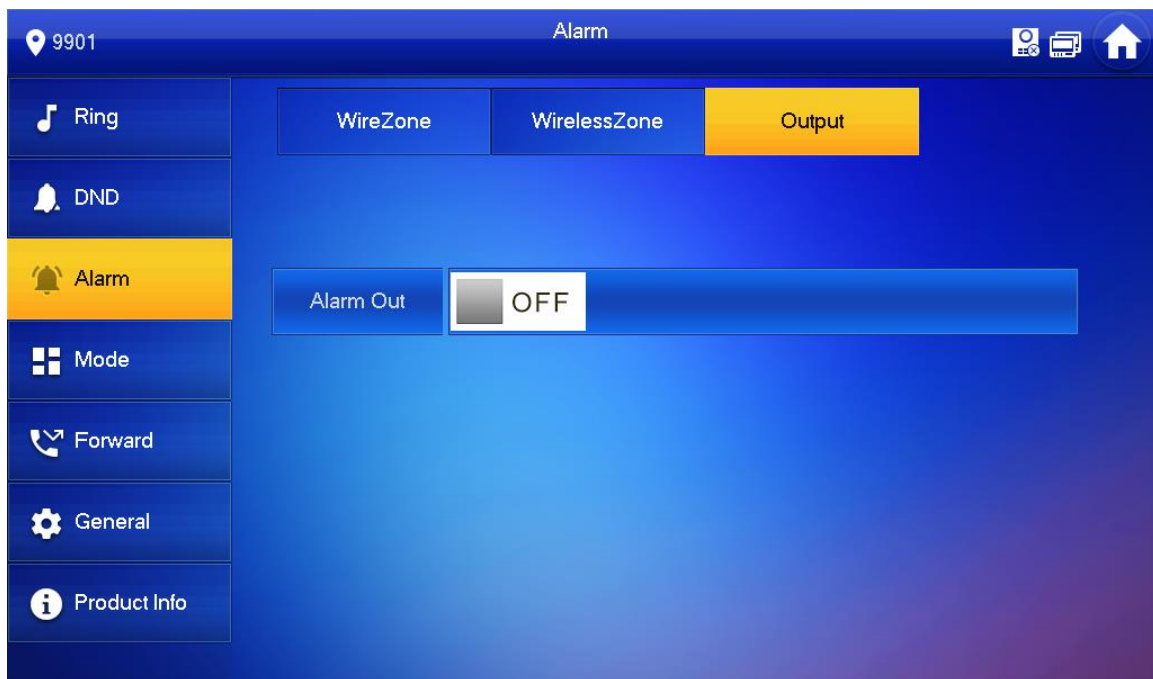 9901
Alarm
Ring
WireZone
WirelessZone
Output
DND
Alarm
Alarm Out
OFF
Mode
Forward
General
Product Info